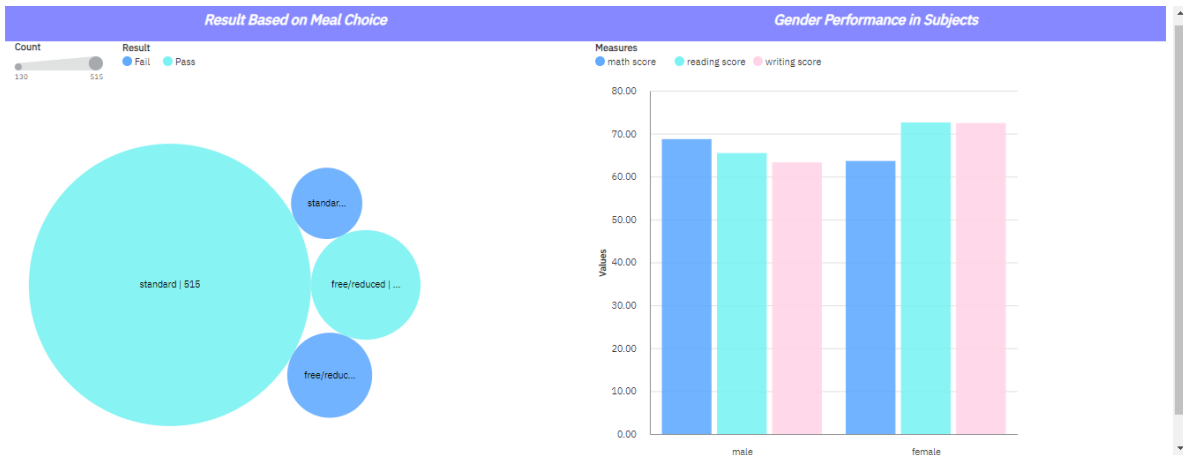 Result Based on Meal Choice
Count
Result
130
515
Fail
Pass
standard | 515
standar...
free/reduced | ...
free/reduc...
Gender Performance in Subjects
Measures
math score
reading score
writing score
Values
80.00
70.00
60.00
50.00
40.00
30.00
20.00
10.00
0.00
male
female